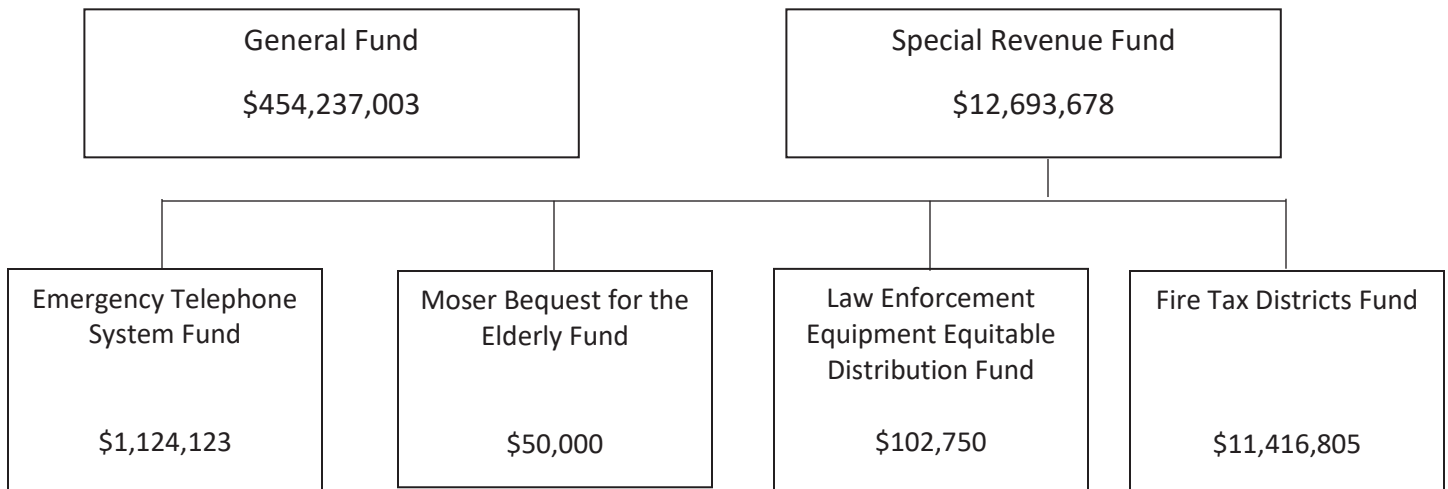 General Fund
$454,237,003
Special Revenue Fund
$12,693,678
Emergency Telephone
System Fund
$1,124,123
Moser Bequest for the
Elderly Fund
$50,000
Law Enforcement
Equipment Equitable
Distribution Fund
$102,750
Fire Tax Districts Fund
$11,416,805